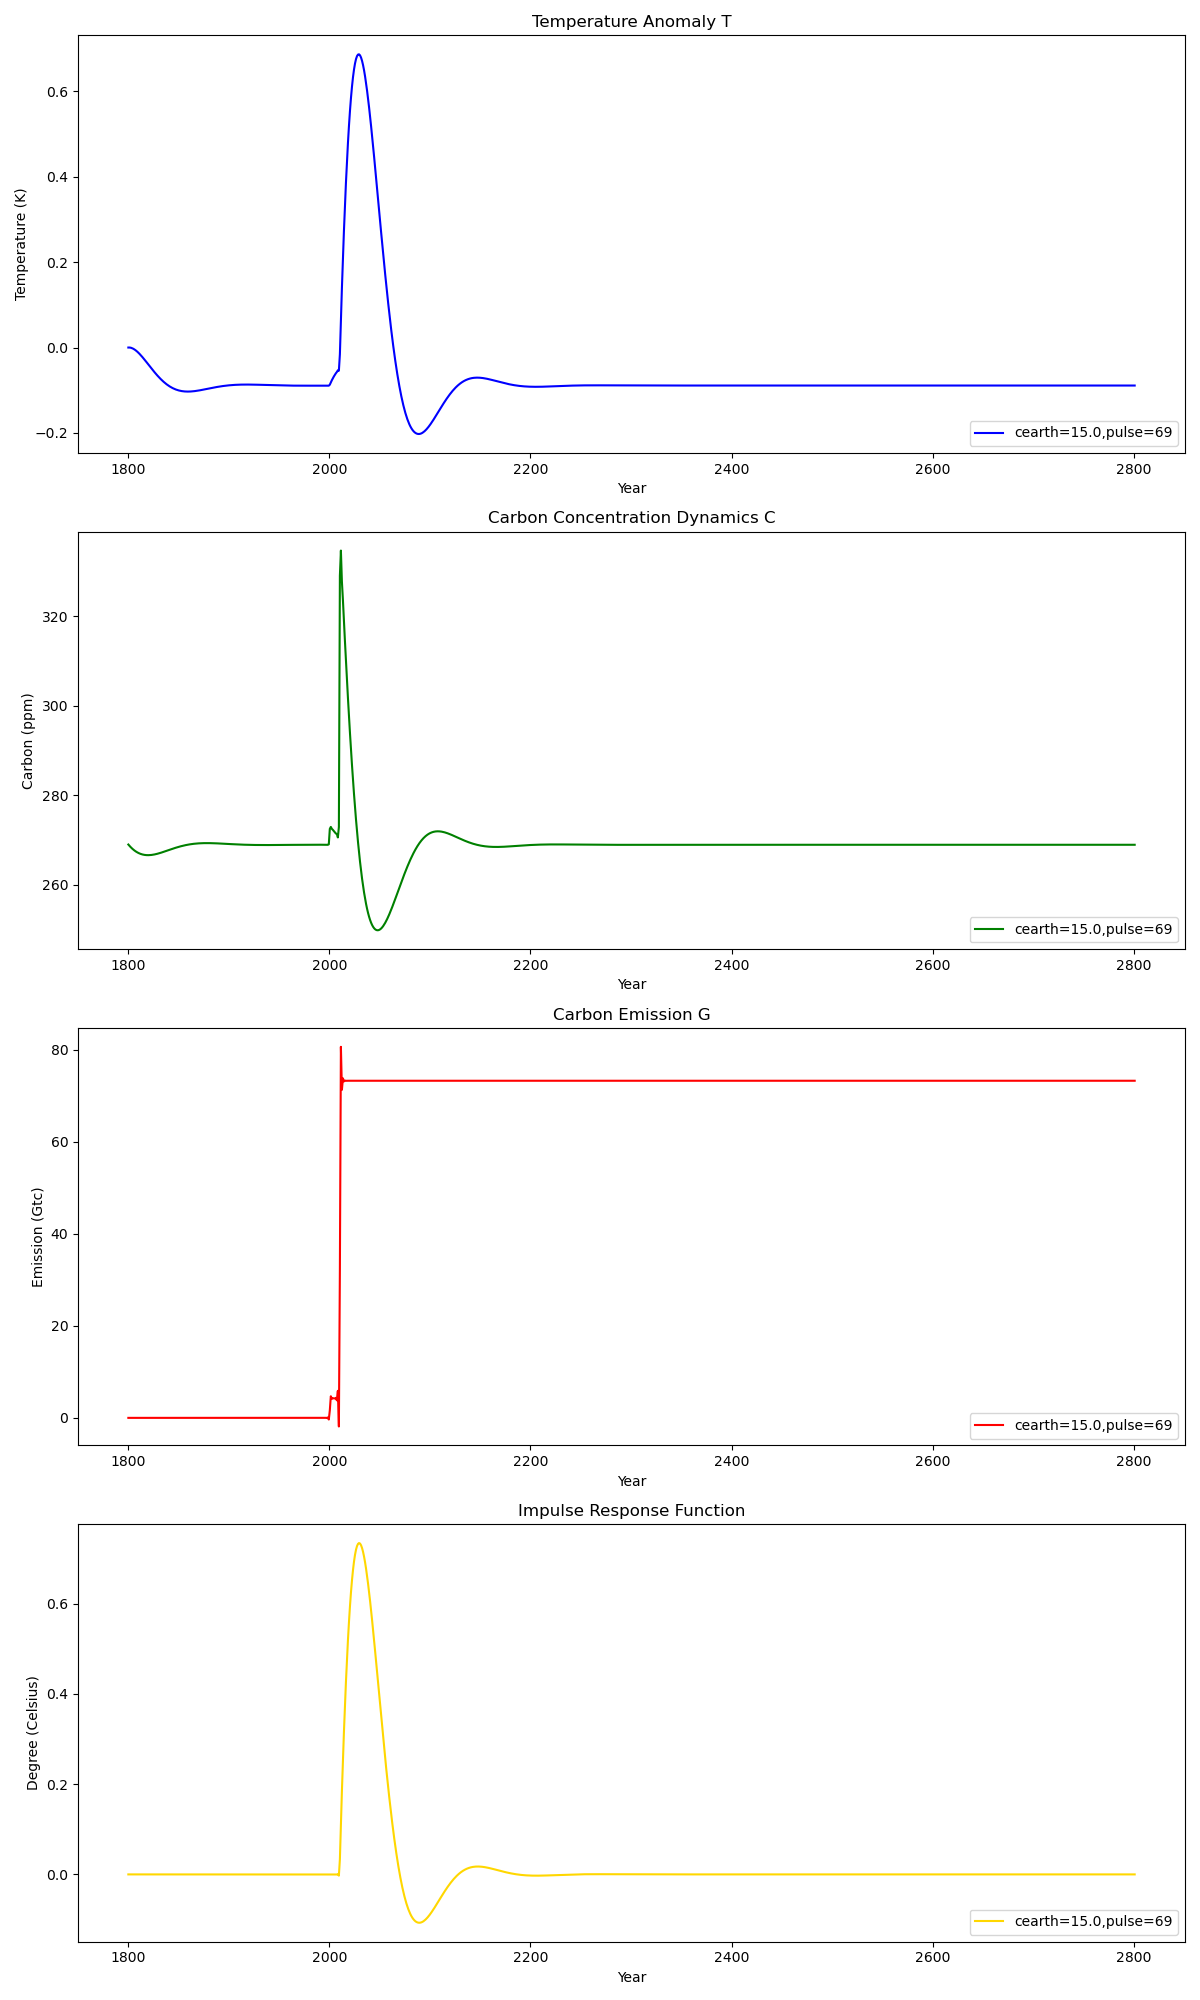 Temperature Anomaly T
Temperature (K)
0.6
0.4
0.2
0.0
−0.2
cearth=15.0,pulse=69
1800 2000 2200 2400 2600 2800
Year
Carbon Concentration Dynamics C
Carbon (ppm)
320
300
280
260
cearth=15.0,pulse=69
1800 2000 2200 2400 2600 2800
Year
Carbon Emission G
Emission (Gtc)
80
60
40
20
0
cearth=15.0,pulse=69
1800 2000 2200 2400 2600 2800
Year
Impulse Response Function
Degree (Celsius)
0.6
0.4
0.2
0.0
cearth=15.0,pulse=69
1800 2000 2200 2400 2600 2800
Year